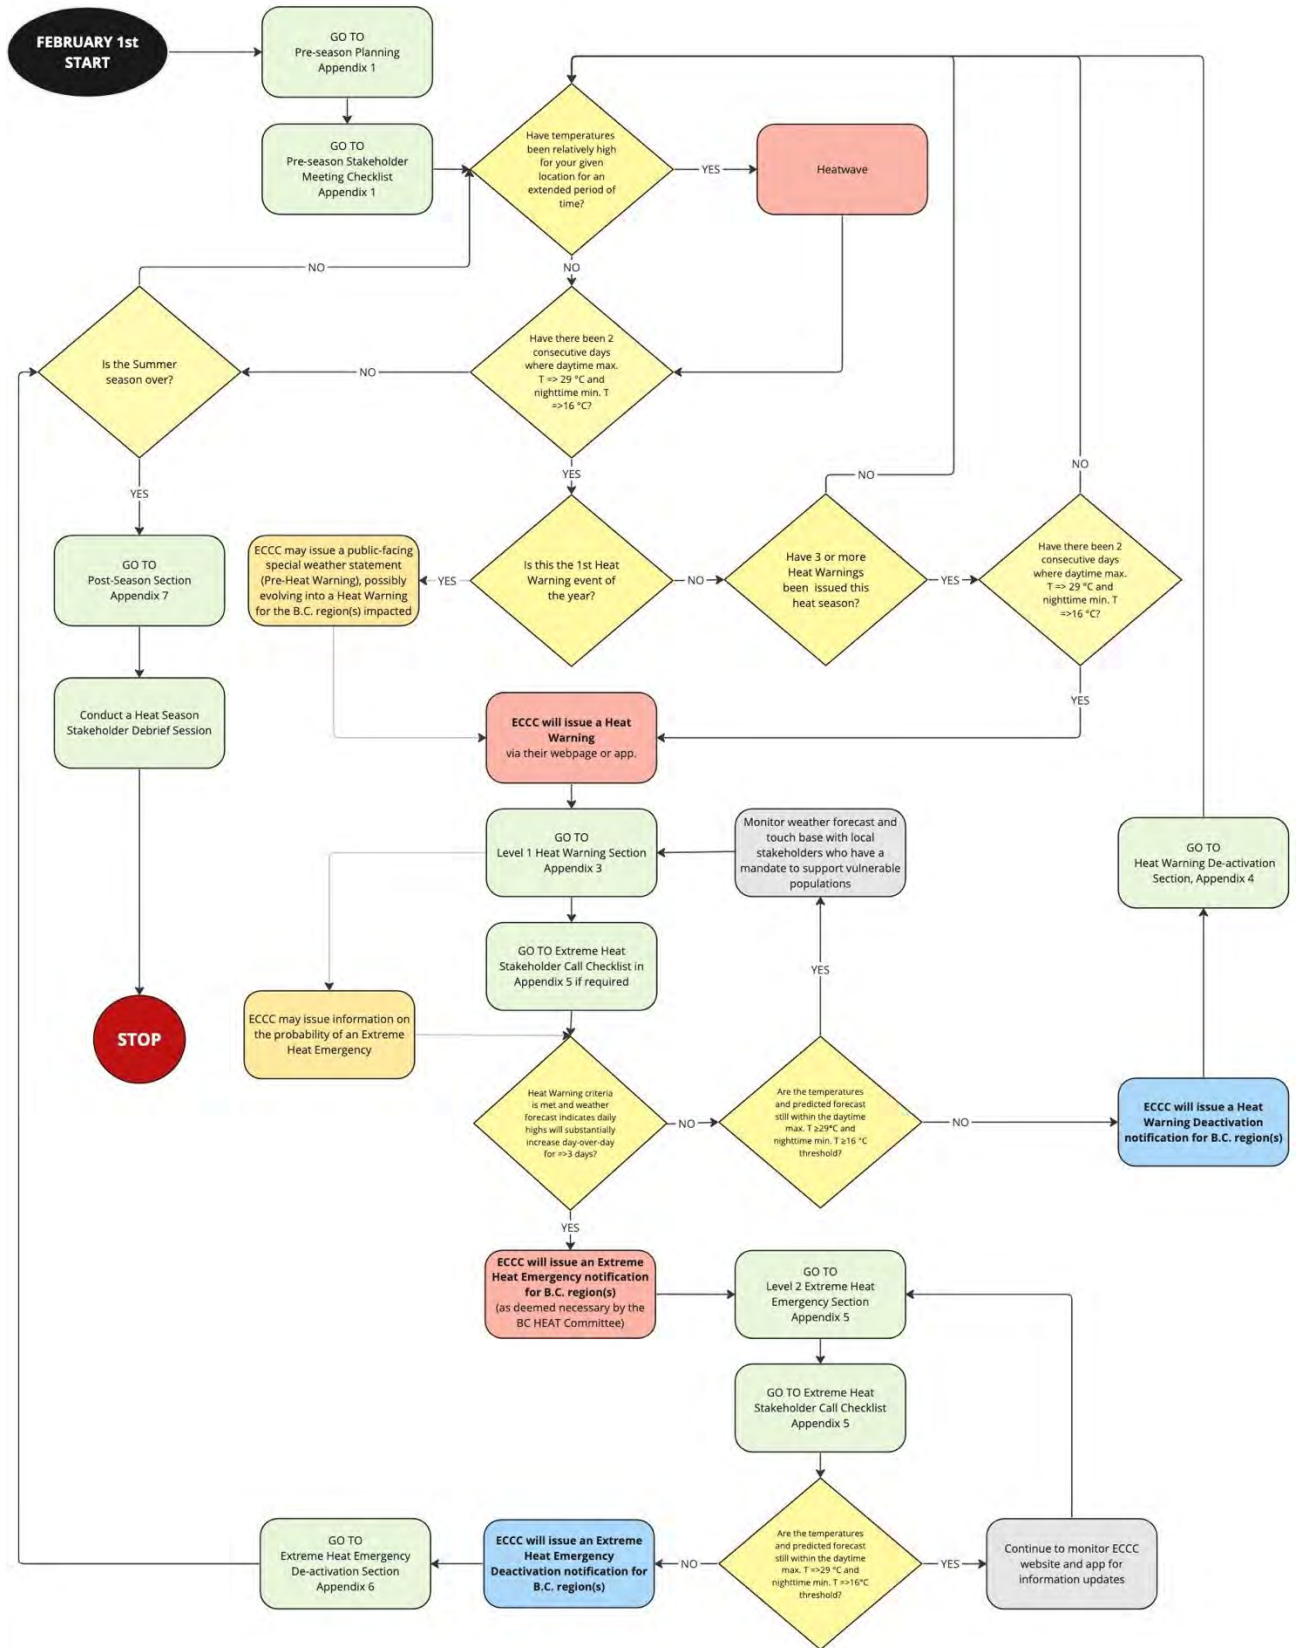 FEBRUARY 1st
START
GO TO
Pre-season Planning
Appendix 1
GO TO
Pre-season Stakeholder
Meeting Checklist
Appendix 1
Have temperatures
been relatively high
for your given
location for an
extended period of
time?
YES
Heatwave
NO
NO
Is the Summer
season over?
NO
Have there been 2
consecutive days
where daytime max.
T => 29 °C and
nighttime min. T
=>16 °C?
YES
YES
NO
NO
GO TO
Post-Season Section
Appendix 7
ECCC may issue a public-facing
special weather statement
(Pre-Heat Warning), possibly
evolving into a Heat Warning
for the B.C. region(s) impacted
YES
Is this the 1st Heat
Warning event of
the year?
NO
Have 3 or more
Heat Warnings
been issued this
heat season?
YES
Have there been 2
consecutive days
where daytime max.
T => 29 °C and
nighttime min. T
=>16 °C?
YES
Conduct a Heat Season
Stakeholder Debrief Session
ECCC will issue a Heat
Warning
via their webpage or app.
GO TO
Level 1 Heat Warning Section
Appendix 3
Monitor weather forecast and
touch base with local
stakeholders who have a
mandate to support vulnerable
populations
GO TO
Heat Warning De-activation
Section, Appendix 4
GO TO Extreme Heat
Stakeholder Call Checklist in
Appendix 5 if required
YES
STOP
ECCC may issue information on
the probability of an Extreme
Heat Emergency
Heat Warning criteria
is met and weather
forecast indicates daily
highs will substantially
increase day-over-day
for =>3 days?
NO
Are the temperatures
and predicted forecast
still within the daytime
max. T ≥29°C and
nighttime min. T ≥16 °C
threshold?
NO
ECCC will issue a Heat
Warning Deactivation
notification for B.C. region(s)
YES
ECCC will issue an Extreme
Heat Emergency notification
for B.C. region(s)
(as deemed necessary by the
BC HEAT Committee)
GO TO
Level 2 Extreme Heat
Emergency Section
Appendix 5
GO TO Extreme Heat
Stakeholder Call Checklist
Appendix 5
GO TO
Extreme Heat Emergency
De-activation Section
Appendix 6
ECCC will issue an Extreme
Heat Emergency
Deactivation notification for
B.C. region(s)
NO
Are the temperatures
and predicted forecast
still within the daytime
max. T =>29 °C and
nighttime min. T =>16°C
threshold?
YES
Continue to monitor ECCC
website and app for
information updates